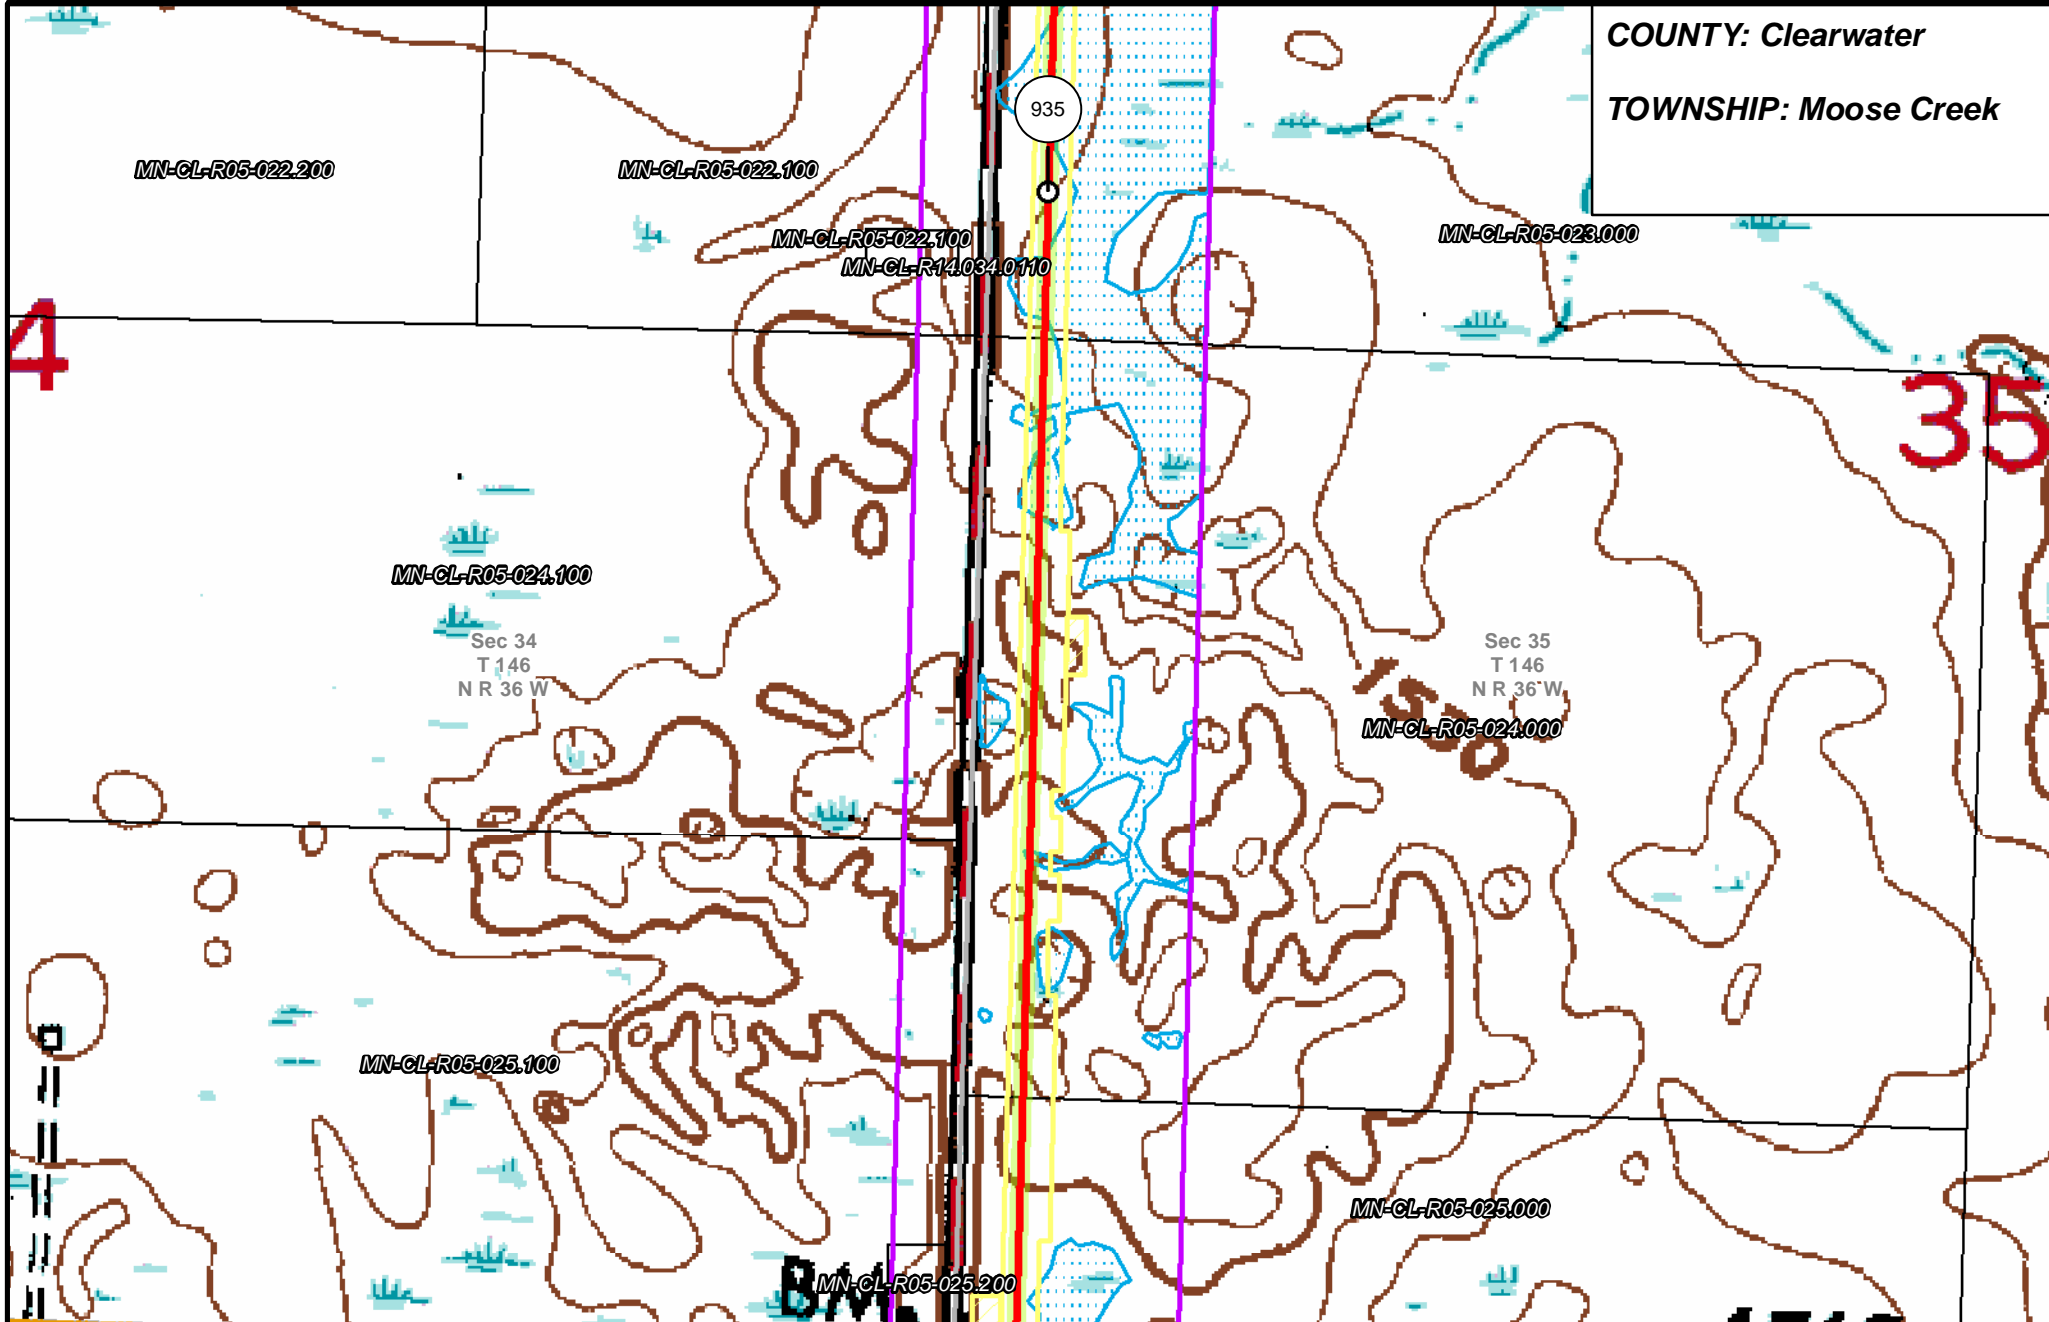 COUNTY: Clearwater
TOWNSHIP: Moose Creek
935
MN-CL-R05-022.200
MN-CL-R05-022.100
MN-CL-R05-022.100
MN-CL-R14.034.0110
MN-CL-R05-023.000
4
35
MN-CL-R05-024.100
Sec 34
T 146
N R 36 W
Sec 35
T 146
N R 36 W
MN-CL-R05-024.000
MN-CL-R05-025.100
MN-CL-R05-025.000
BM
MN-CL-R05-025.200